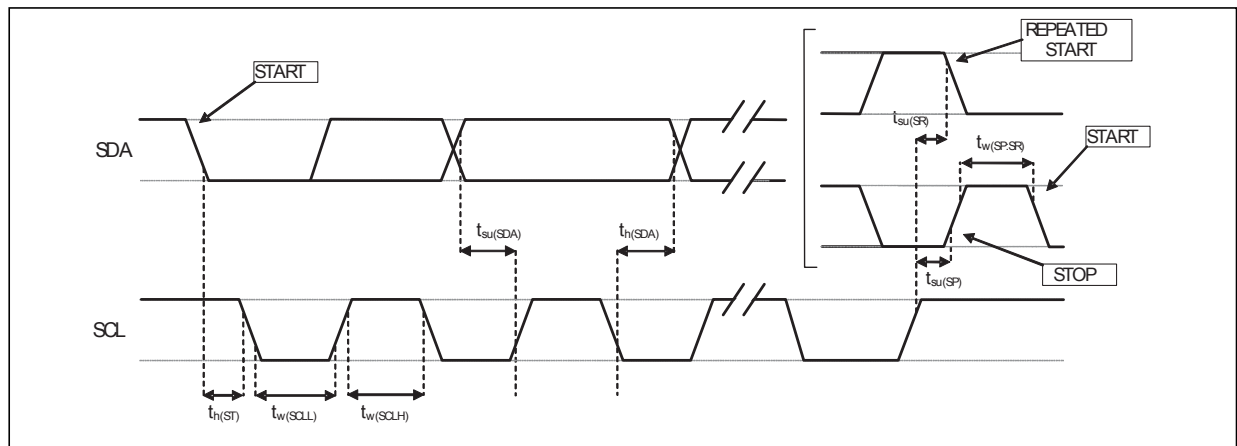 REPEATED
START
START
tsu(SR)
tw(SP:SR)
START
SDA
tsu(SDA)
th(SDA)
tsu(SP)
STOP
SCL
th(ST)
tw(SCLL)
tw(SCLH)